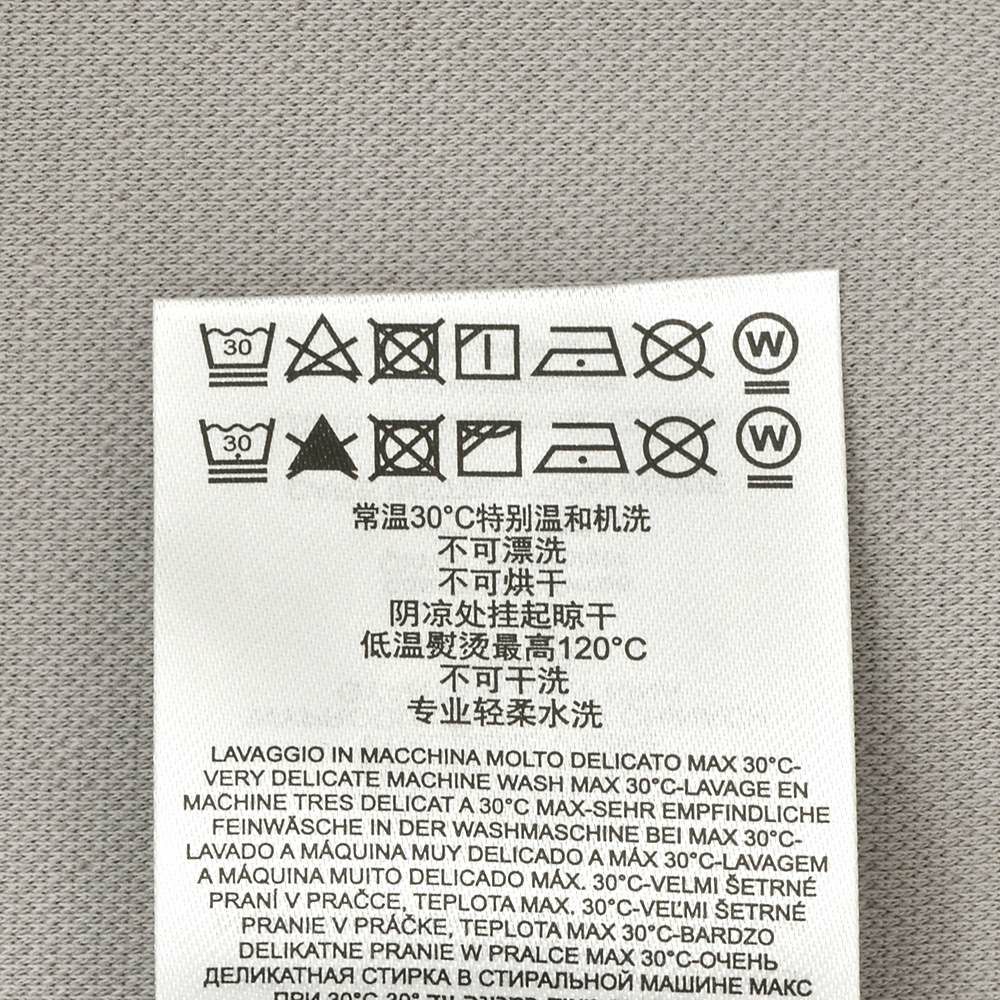 30 W
30 W
常温30°C特别温和机洗
不可漂洗
不可烘干
阴凉处挂起晾干
低温熨烫最高120°C
不可干洗
专业轻柔水洗
LAVAGGIO IN MACCHINA MOLTO DELICATO MAX 30°C-
VERY DELICATE MACHINE WASH MAX 30°C-LAVAGE EN
MACHINE TRES DELICAT A 30°C MAX-SEHR EMPFINDLICHE
FEINWÄSCHE IN DER WASHMASCHINE BEI MAX 30°C-
LAVADO A MÁQUINA MUY DELICADO A MÁX 30°C-LAVAGEM
A MÁQUINA MUITO DELICADO MÁX. 30°C-VELMI ŠETRNÉ
PRANÍ V PRAČCE, TEPLOTA MAX. 30°C-VEĽMI ŠETRNÉ
PRANIE V PRÁČKE, TEPLOTA MAX 30°C-BARDZO
DELIKATNE PRANIE W PRALCE MAX 30°C-ОЧЕНЬ
ДЕЛИКАТНАЯ СТИРКА В СТИРАЛЬНОЙ МАШИНЕ МАКС
ПРИ 30°C